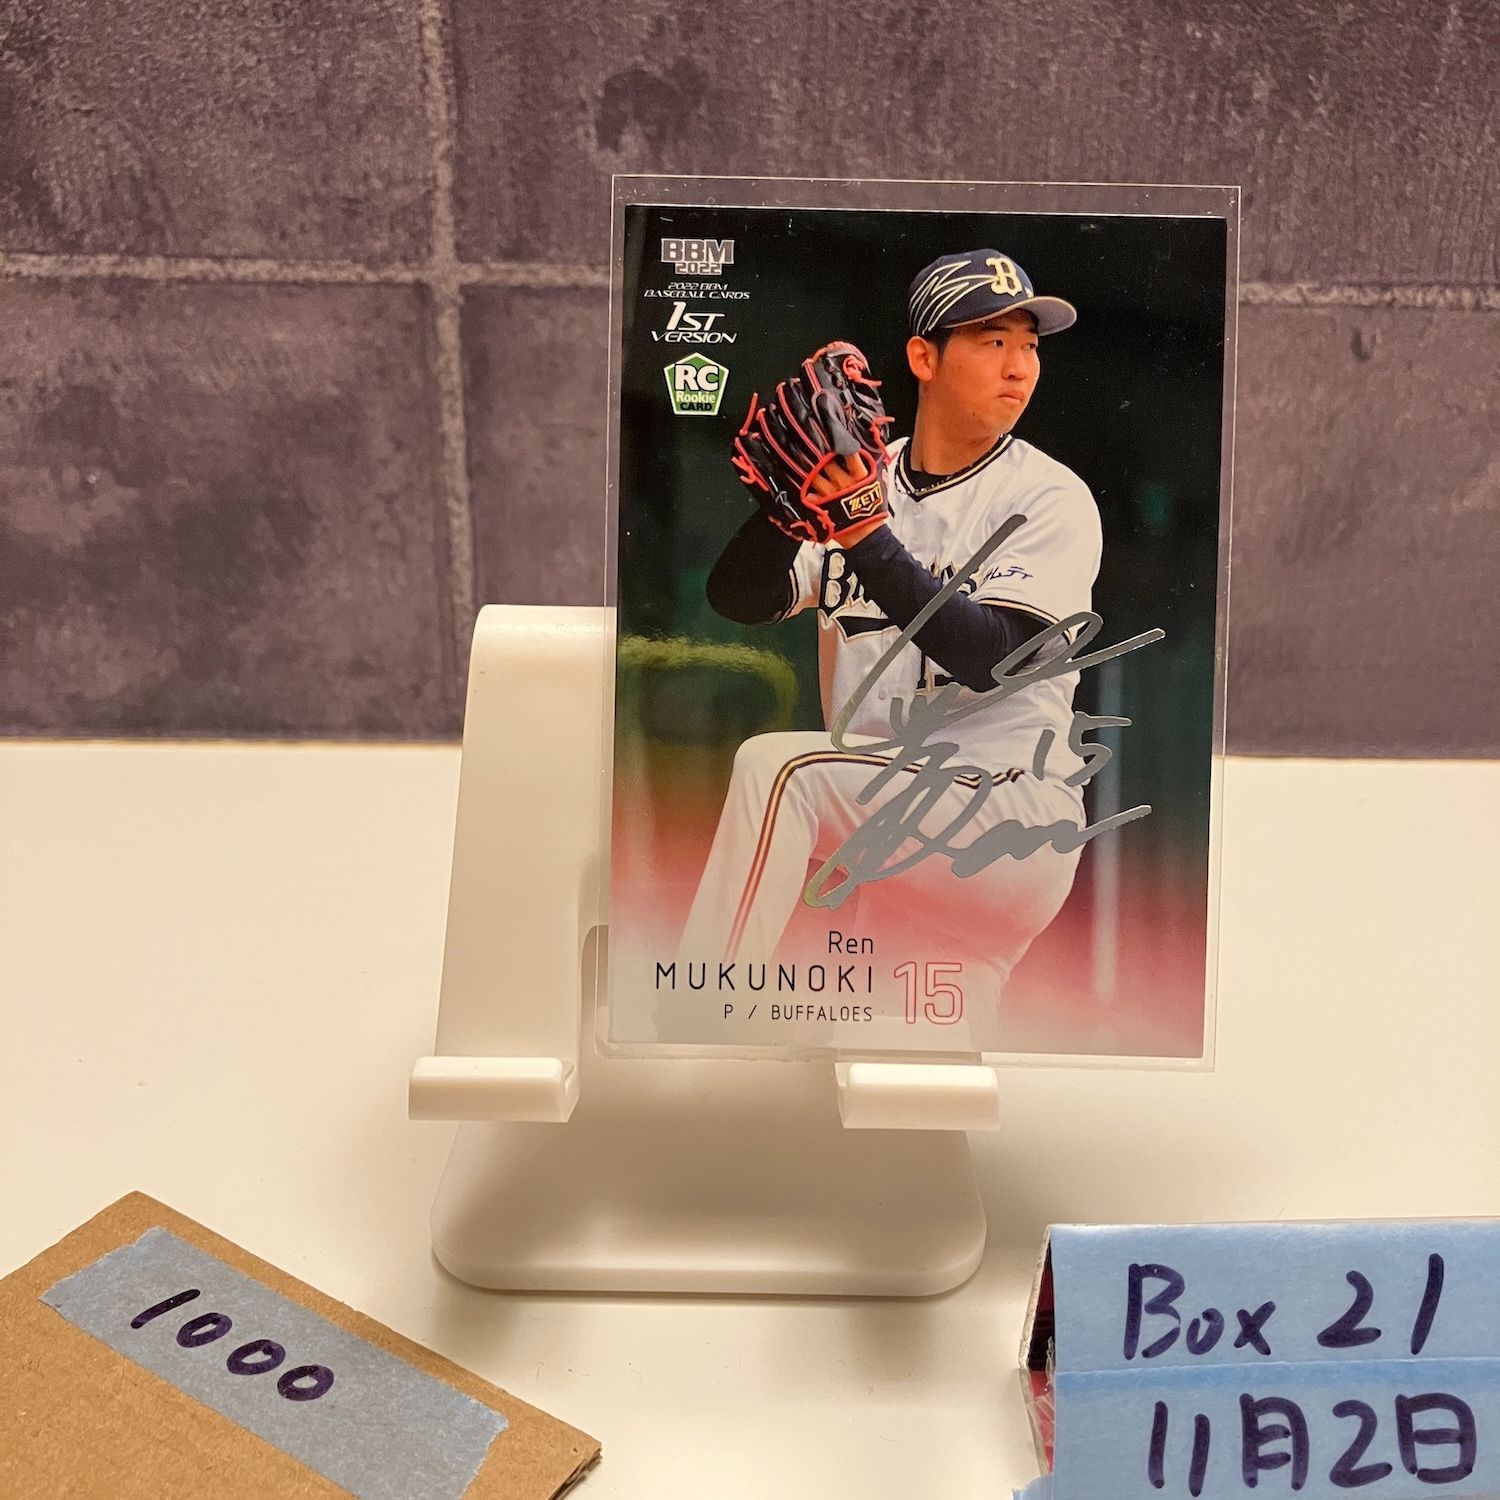 BBM
2022
2022 BBM
BASEBALL CARDS
1ST
VERSION
RC
Rookie
CARD
B
ZETT
15
Ren
MUKUNOKI 15
P / BUFFALOES
1000
Box 21
11月2日